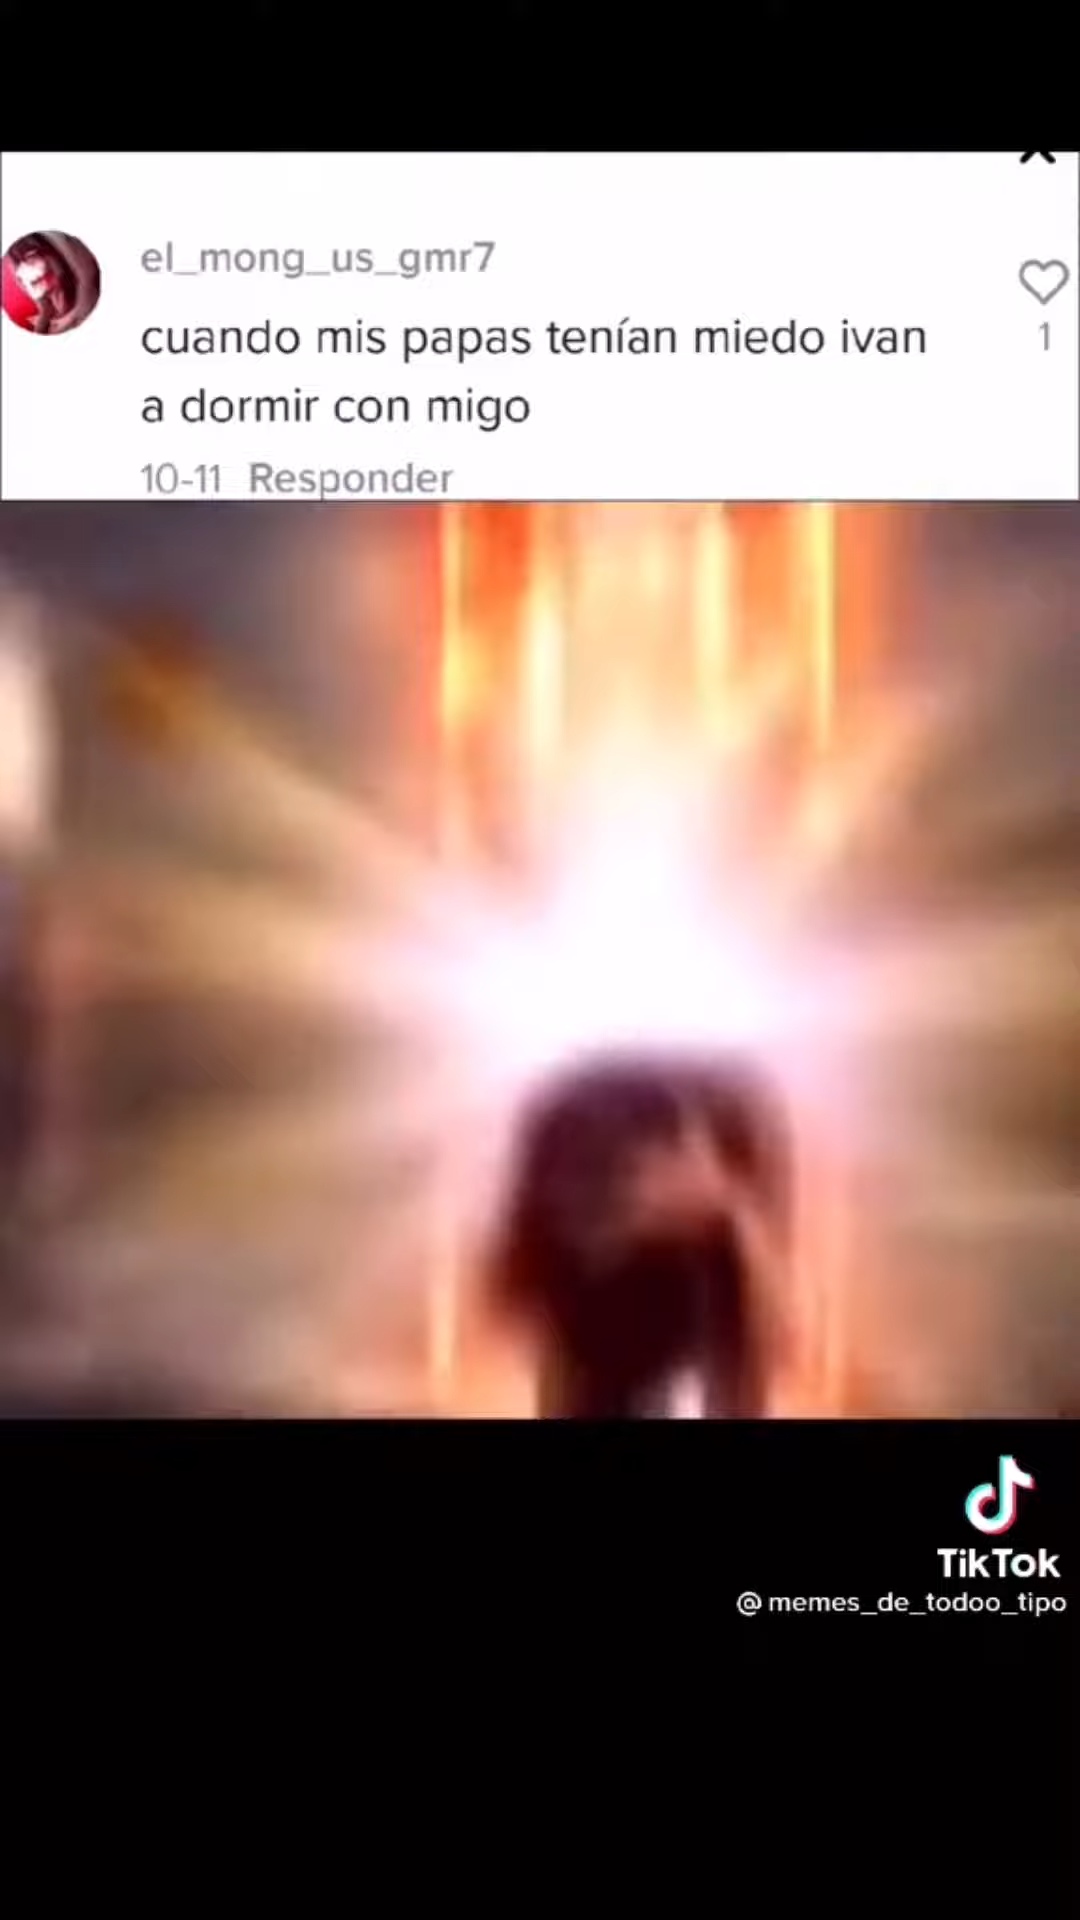 el_mong_us_gmr7
cuando mis papas tenían miedo ivan
a dormir con migo
1
10-11 Responder
TikTok
@memes_de_todoo_tipo